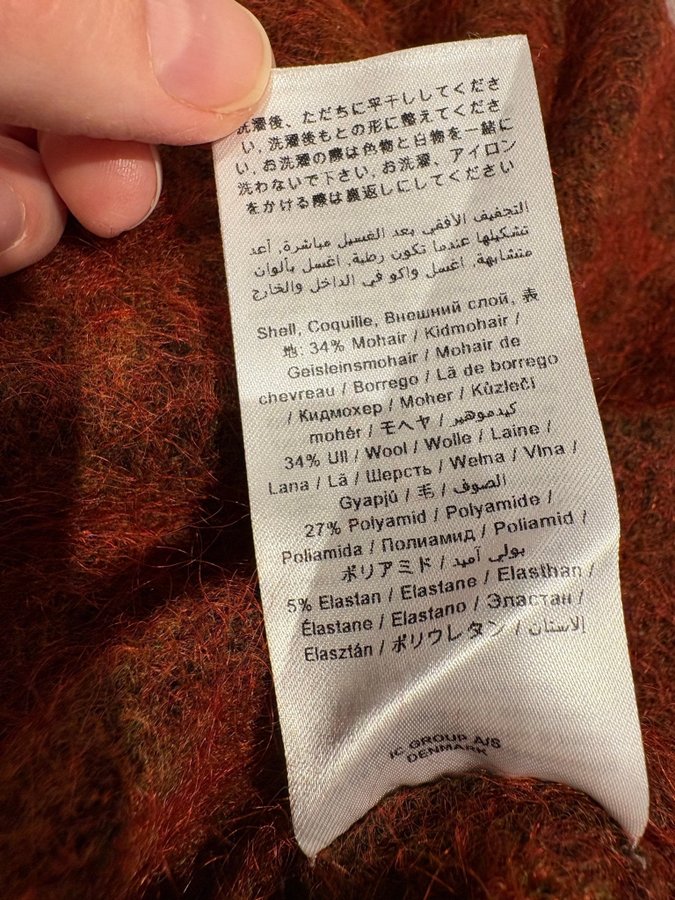 洗濯後、ただちに平干ししてくださ
い, 洗濯後もとの形に整えてくださ
い, お洗濯の際は色物と白物を一緒に
洗わないで下さい, お洗濯、アイロン
をかける際は裏返しにしてください
التجفيف الأفقي بعد الغسيل مباشرة, أعد
تشكيلها عندما تكون رطبة, اغسل بألوان
متشابهة, اغسل واكو في الداخل والخارج
Shell, Coquille, Внешний слой, 表
地: 34% Mohair / Kidmohair /
Geisleinsmohair / Mohair de
chevreau / Borrego / Lã de borrego
/ Кидмохер / Moher / Kůzlečí
mohér / モヘヤ / كيدموهير
34% Ull / Wool / Wolle / Laine /
Lana / Lã / Шерсть / Wełna / Vlna /
Gyapjú / 毛 / الصوف
27% Polyamid / Polyamide /
Poliamida / Полиамид / Poliamid /
ポリアミド / بولي أميد
5% Elastan / Elastane / Elasthan /
Élastane / Elastano / Эластан /
Elasztán / ポリウレタン / إلاستان
IC GROUP A/S
DENMARK